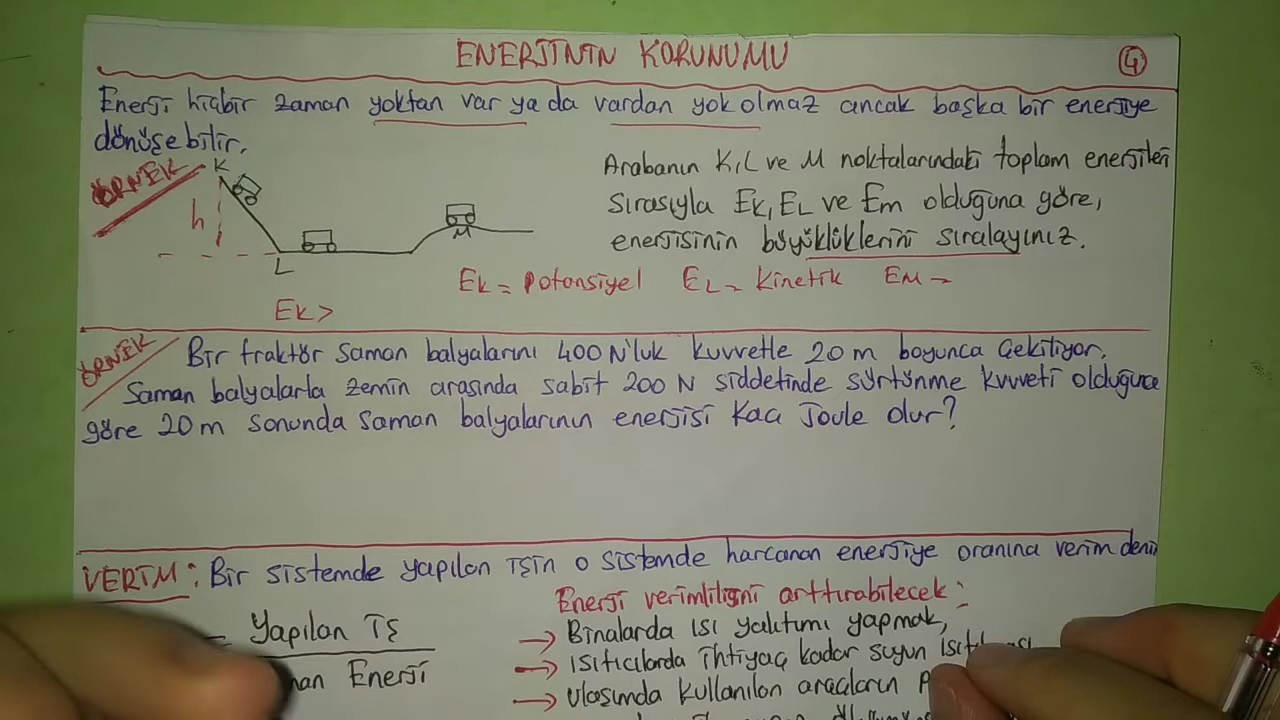 ENERJİNİN KORUNUMU
4
Enerji hiçbir zaman yoktan var ya da vardan yok olmaz ancak başka bir enerjiye
dönüşebilir.
ÖRNEK
K
h
L
M
Arabanın K, L ve M noktalarındaki toplam enerjileri
sırasıyla EK, EL ve Em olduğuna göre,
enerjisinin büyüklüklerini sıralayınız.
EK = potansiyel EL = Kinetik EM =
EK >
ÖRNEK
Bir traktör saman balyalarını 400 N'luk kuvvetle 20 m boyunca çekiliyor.
Saman balyalarla zemin arasında sabit 200 N şiddetinde sürtünme kuvveti olduğuna
göre 20 m sonunda saman balyalarının enerjisi kaç Joule olur?
VERİM: Bir sistemde yapılan işin o sistemde harcanan enerjiye oranına verim denir
= Yapılan İş
Enerji
Enerji verimliliğini arttırabilecek:
→ Binalarda ısı yalıtımı yapmak,
→ ısıtıcılarda ihtiyaç kadar suyun
→ Ulaşımda kullanılan araçların